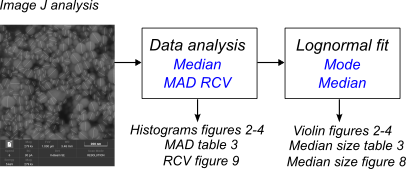 Image J analysis
Data analysis
Median
MAD RCV
Lognormal fit
Mode
Median
Histograms figures 2-4
MAD table 3
RCV figure 9
Violin figures 2-4
Median size table 3
Median size figure 8